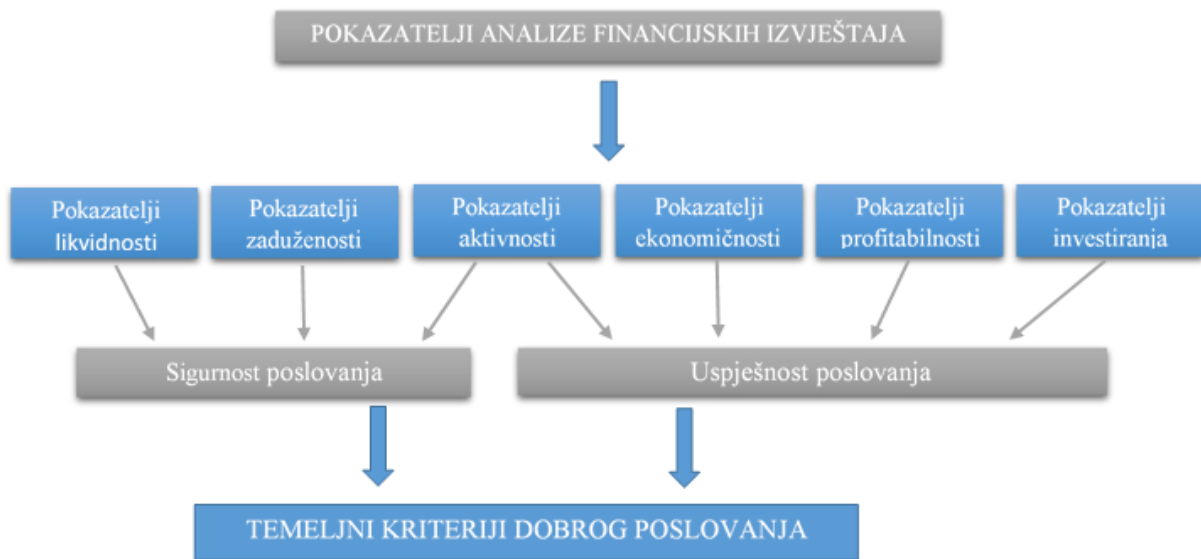 POKAZATELJI ANALIZE FINANCIJSKIH IZVJEŠTAJA
Pokazatelji
likvidnosti
Pokazatelji
zaduženosti
Pokazatelji
aktivnosti
Pokazatelji
ekonomičnosti
Pokazatelji
profitabilnosti
Pokazatelji
investiranja
Sigurnost poslovanja
Uspješnost poslovanja
TEMELJNI KRITERIJI DOBROG POSLOVANJA